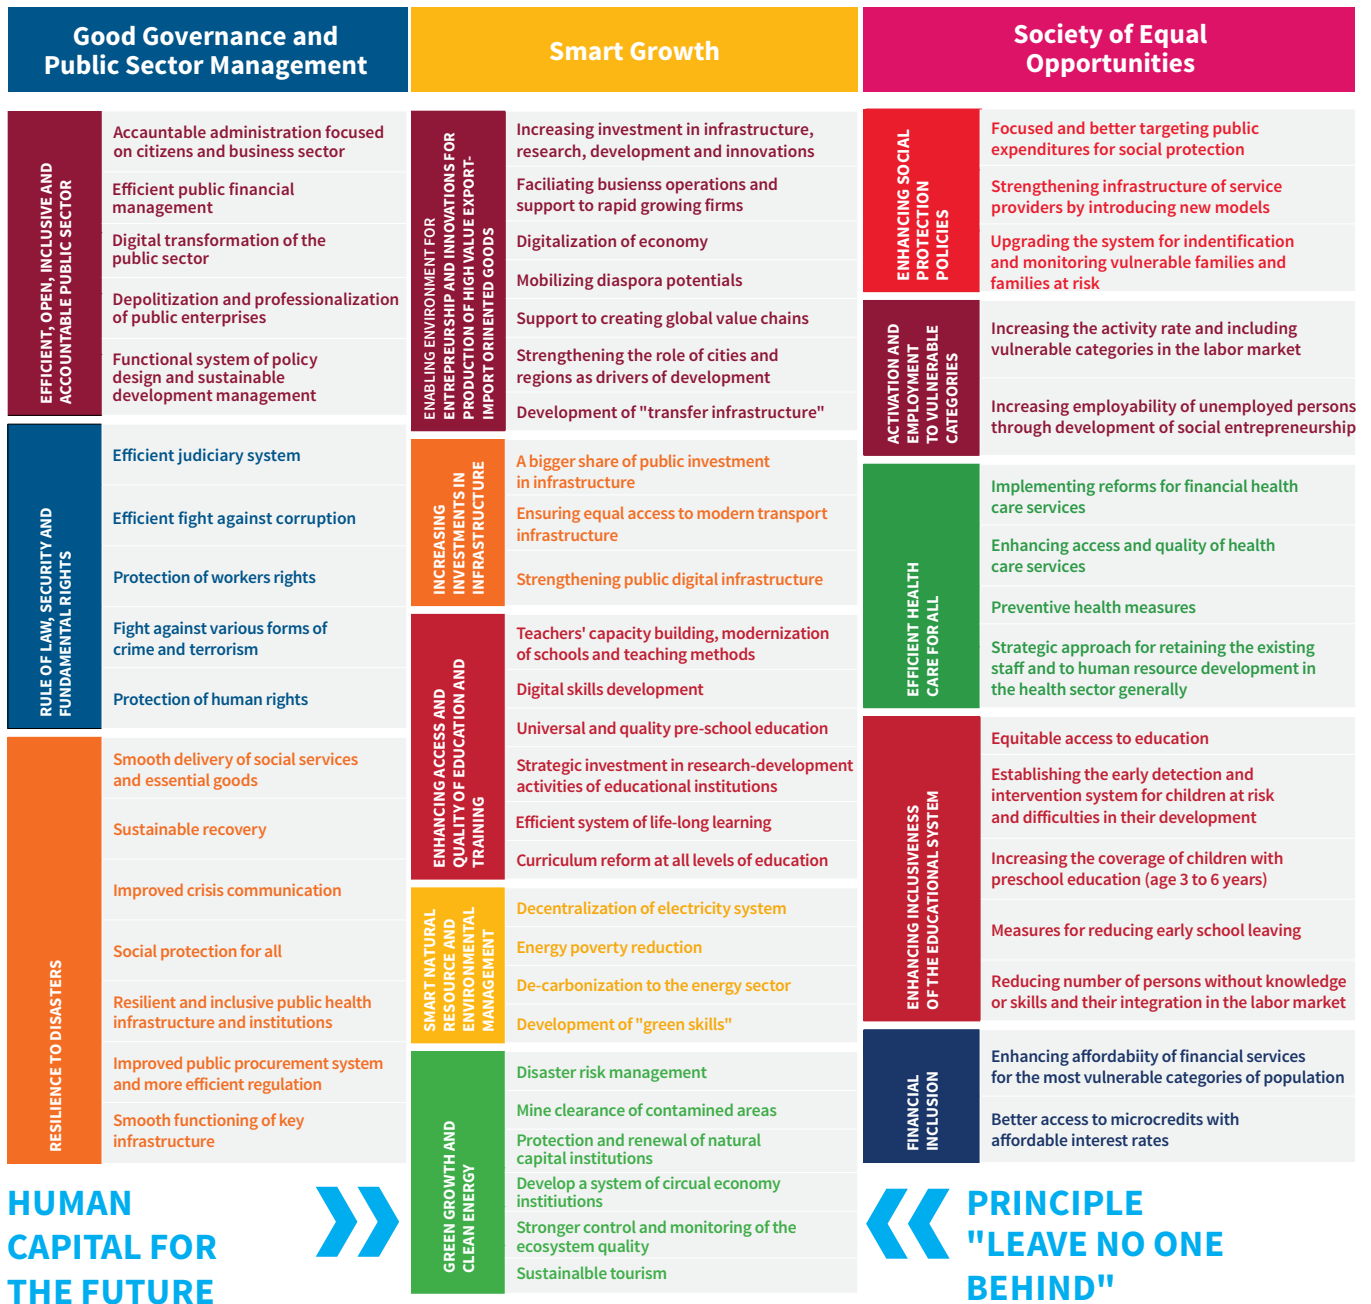 Good Governance and
Public Sector Management
EFFICIENT, OPEN, INCLUSIVE AND
ACCOUNTABLE PUBLIC SECTOR
Accauntable administration focused
on citizens and business sector
Efficient public financial
management
Digital transformation of the
public sector
Depolitization and professionalization
of public enterprises
Functional system of policy
design and sustainable
development management
RULE OF LAW, SECURITY AND
FUNDAMENTAL RIGHTS
Efficient judiciary system
Efficient fight against corruption
Protection of workers rights
Fight against various forms of
crime and terrorism
Protection of human rights
RESILIENCE TO DISASTERS
Smooth delivery of social services
and essential goods
Sustainable recovery
Improved crisis communication
Social protection for all
Resilient and inclusive public health
infrastructure and institutions
Improved public procurement system
and more efficient regulation
Smooth functioning of key
infrastructure
HUMAN
CAPITAL FOR
THE FUTURE
Smart Growth
ENABLING ENVIRONMENT FOR
ENTREPREURSHIP AND INNOVATIONS FOR
PRODUCTION OF HIGH VALUE EXPORT-
IMPORT ORINENTED GOODS
Increasing investment in infrastructure,
research, development and innovations
Faciliating busienss operations and
support to rapid growing firms
Digitalization of economy
Mobilizing diaspora potentials
Support to creating global value chains
Strengthening the role of cities and
regions as drivers of development
Development of "transfer infrastructure"
INCREASING
INVESTMENTS IN
INFRASTRUCTURE
A bigger share of public investment
in infrastructure
Ensuring equal access to modern transport
infrastructure
Strengthening public digital infrastructure
ENHANCING ACCESS AND
QUALITY OF EDUCATION AND
TRAINING
Teachers' capacity building, modernization
of schools and teaching methods
Digital skills development
Universal and quality pre-school education
Strategic investment in research-development
activities of educational institutions
Efficient system of life-long learning
Curriculum reform at all levels of education
SMART NATURAL
RESOURCE AND
ENVIRONMENTAL
MANAGEMENT
Decentralization of electricity system
Energy poverty reduction
De-carbonization to the energy sector
Development of "green skills"
GREEN GROWTH AND
CLEAN ENERGY
Disaster risk management
Mine clearance of contamined areas
Protection and renewal of natural
capital institutions
Develop a system of circual economy
institiutions
Stronger control and monitoring of the
ecosystem quality
Sustainalble tourism
Society of Equal
Opportunities
ENHANCING SOCIAL
PROTECTION
POLICIES
Focused and better targeting public
expenditures for social protection
Strengthening infrastructure of service
providers by introducing new models
Upgrading the system for indentification
and monitoring vulnerable families and
families at risk
ACTIVATION AND
EMPLOYMENT
TO VULNERABLE
CATEGORIES
Increasing the activity rate and including
vulnerable categories in the labor market
Increasing employability of unemployed persons
through development of social entrepreneurship
EFFICIENT HEALTH
CARE FOR ALL
Implementing reforms for financial health
care services
Enhancing access and quality of health
care services
Preventive health measures
Strategic approach for retaining the existing
staff and to human resource development in
the health sector generally
ENHANCING INCLUSIVENESS
OF THE EDUCATIONAL SYSTEM
Equitable access to education
Establishing the early detection and
intervention system for children at risk
and difficulties in their development
Increasing the coverage of children with
preschool education (age 3 to 6 years)
Measures for reducing early school leaving
Reducing number of persons without knowledge
or skills and their integration in the labor market
FINANCIAL
INCLUSION
Enhancing affordabiity of financial services
for the most vulnerable categories of population
Better access to microcredits with
affordable interest rates
PRINCIPLE
"LEAVE NO ONE
BEHIND"